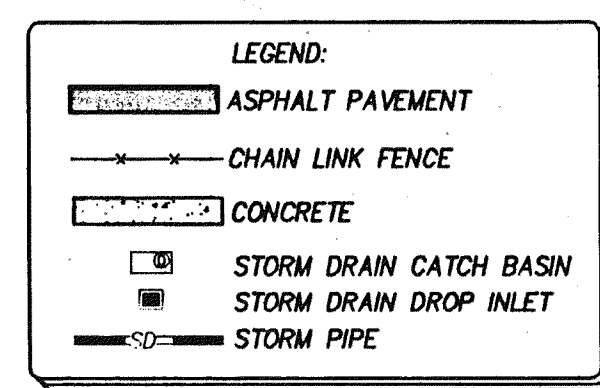 LEGEND:
ASPHALT PAVEMENT
CHAIN LINK FENCE
CONCRETE
STORM DRAIN CATCH BASIN
STORM DRAIN DROP INLET
SD STORM PIPE